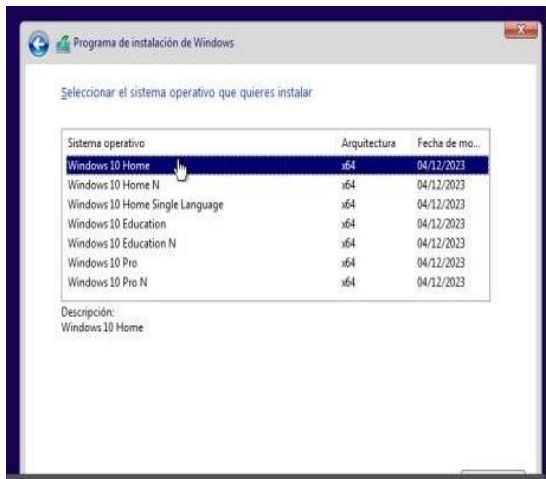 Programa de instalación de Windows
Seleccionar el sistema operativo que quieres instalar
Sistema operativo Arquitectura Fecha de mo...
Windows 10 Home x64 04/12/2023
Windows 10 Home N x64 04/12/2023
Windows 10 Home Single Language x64 04/12/2023
Windows 10 Education x64 04/12/2023
Windows 10 Education N x64 04/12/2023
Windows 10 Pro x64 04/12/2023
Windows 10 Pro N x64 04/12/2023
Descripción:
Windows 10 Home